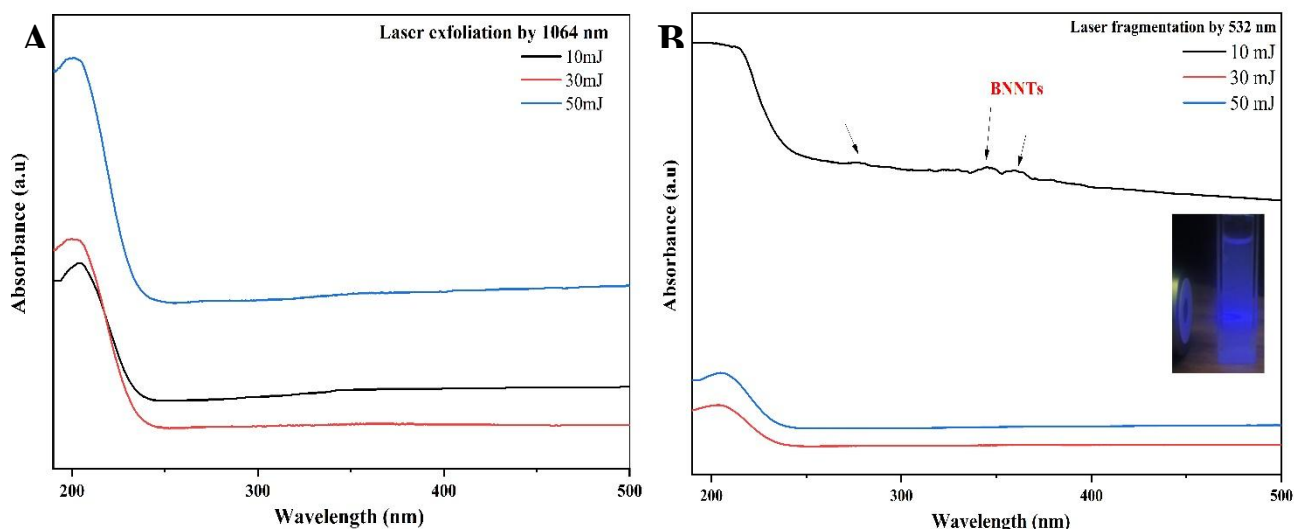 A
Laser exfoliation by 1064 nm
10mJ
30mJ
50mJ
Absorbance (a.u)
200
300
400
500
Wavelength (nm)
B
Laser fragmentation by 532 nm
10 mJ
30 mJ
50 mJ
BNNTs
Absorbance (a.u)
200
300
400
500
Wavelength (nm)